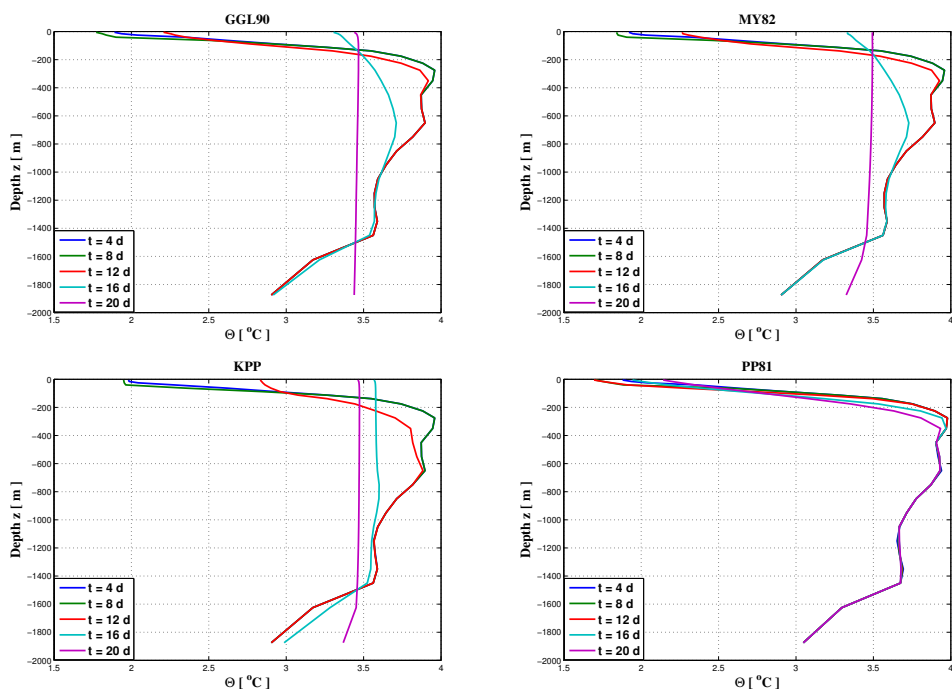 GGL90
0
−200
−400
−600
−800
−1000
−1200
−1400
−1600
−1800
−2000
Depth z [ m ]
t = 4 d
t = 8 d
t = 12 d
t = 16 d
t = 20 d
1.5 2 2.5 3 3.5 4
Θ [ °C ]
MY82
0
−200
−400
−600
−800
−1000
−1200
−1400
−1600
−1800
−2000
Depth z [ m ]
t = 4 d
t = 8 d
t = 12 d
t = 16 d
t = 20 d
1.5 2 2.5 3 3.5 4
Θ [ °C ]
KPP
0
−200
−400
−600
−800
−1000
−1200
−1400
−1600
−1800
−2000
Depth z [ m ]
t = 4 d
t = 8 d
t = 12 d
t = 16 d
t = 20 d
1.5 2 2.5 3 3.5 4
Θ [ °C ]
PP81
0
−200
−400
−600
−800
−1000
−1200
−1400
−1600
−1800
−2000
Depth z [ m ]
t = 4 d
t = 8 d
t = 12 d
t = 16 d
t = 20 d
1.5 2 2.5 3 3.5 4
Θ [ °C ]